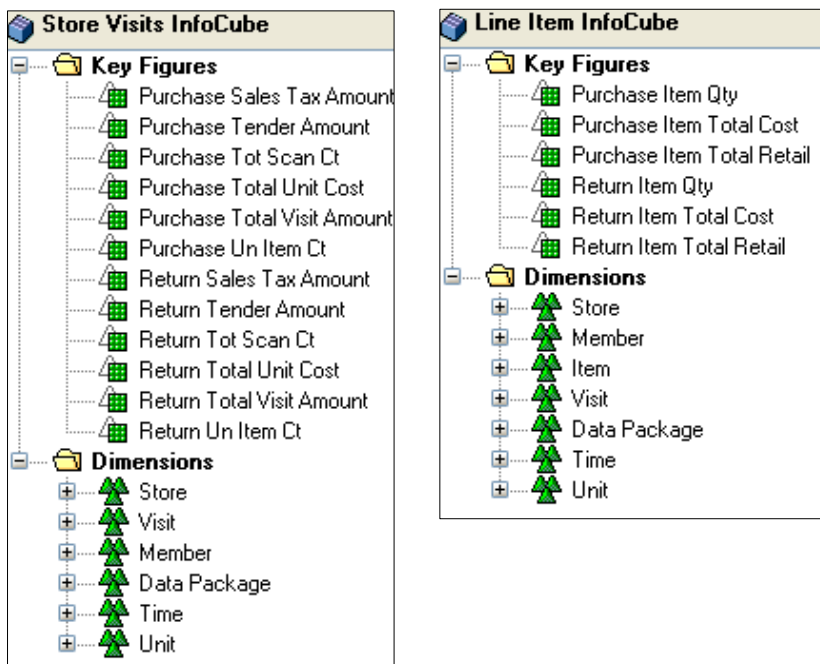 Store Visits InfoCube
Key Figures
Purchase Sales Tax Amount
Purchase Tender Amount
Purchase Tot Scan Ct
Purchase Total Unit Cost
Purchase Total Visit Amount
Purchase Un Item Ct
Return Sales Tax Amount
Return Tender Amount
Return Tot Scan Ct
Return Total Unit Cost
Return Total Visit Amount
Return Un Item Ct
Dimensions
Store
Visit
Member
Data Package
Time
Unit
Line Item InfoCube
Key Figures
Purchase Item Qty
Purchase Item Total Cost
Purchase Item Total Retail
Return Item Qty
Return Item Total Cost
Return Item Total Retail
Dimensions
Store
Member
Item
Visit
Data Package
Time
Unit